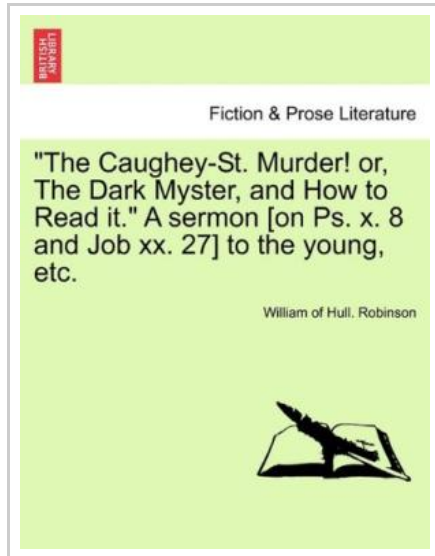 BRITISH
LIBRARY
Fiction & Prose Literature
"The Caughey-St. Murder! or,
The Dark Myster, and How to
Read it." A sermon [on Ps. x. 8
and Job xx. 27] to the young,
etc.
William of Hull. Robinson